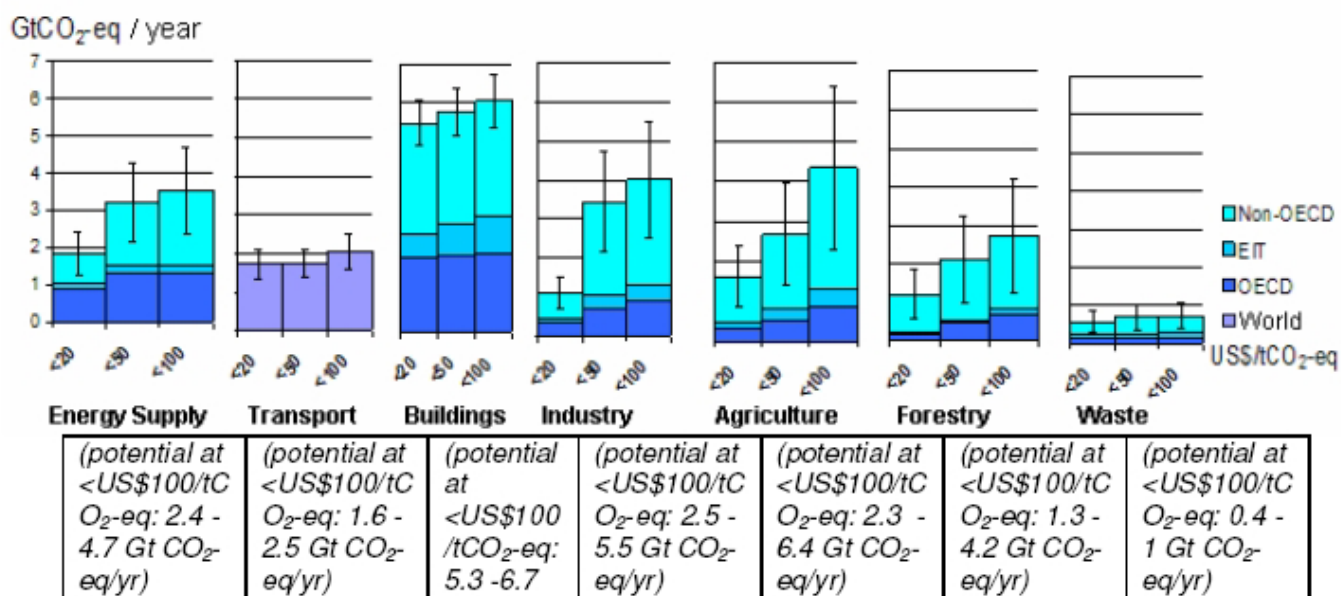 GtCO₂-eq / year
7
6
5
4
3
2
1
0
Non-OECD
EIT
OECD
World
US$/tCO₂-eq
<20 <50 <100 <20 <50 <100 <20 <50 <100 <20 <50 <100 <20 <50 <100 <20 <50 <100 <20 <50 <100
Energy Supply Transport Buildings Industry Agriculture Forestry Waste
(potential at
<US$100/tC
O₂-eq: 2.4 -
4.7 Gt CO₂-
eq/yr)
(potential at
<US$100/tC
O₂-eq: 1.6 -
2.5 Gt CO₂-
eq/yr)
(potential
at
<US$100
/tCO₂-eq:
5.3 -6.7
(potential at
<US$100/tC
O₂-eq: 2.5 -
5.5 Gt CO₂-
eq/yr)
(potential at
<US$100/tC
O₂-eq: 2.3 -
6.4 Gt CO₂-
eq/yr)
(potential at
<US$100/tC
O₂-eq: 1.3 -
4.2 Gt CO₂-
eq/yr)
(potential at
<US$100/tC
O₂-eq: 0.4 -
1 Gt CO₂-
eq/yr)